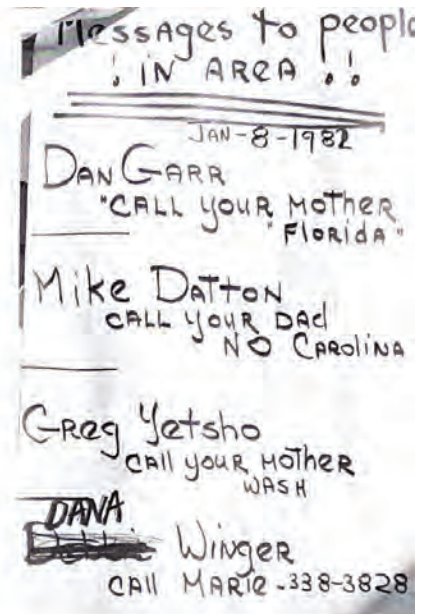 Messages to people
! IN AREA !!
JAN-8-1982
DAN GARR
"CALL YOUR MOTHER
"FLORIDA"
Mike DATTON
CALL YOUR DAd
NO CAROLINA
GReg Yetsho
CAll YOUR MOTHER
WASH
DANA
Winger
CAll MARIE-338-3828